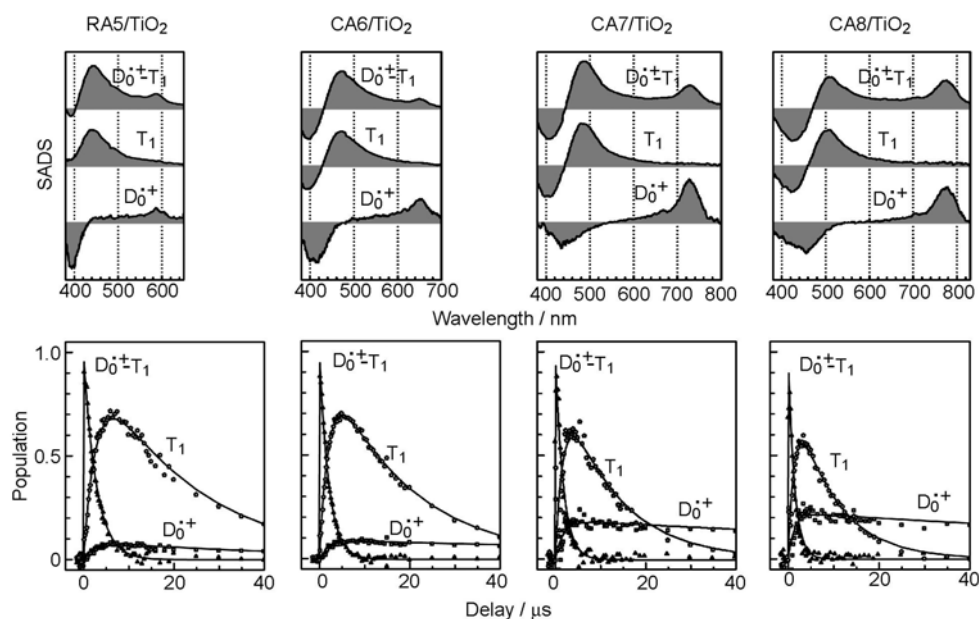 RA5/TiO₂ CA6/TiO₂ CA7/TiO₂ CA8/TiO₂
SADS
D₀•+-T₁ D₀•+-T₁ D₀•+-T₁ D₀•+-T₁
T₁ T₁ T₁ T₁
D₀•+ D₀•+ D₀•+ D₀•+
400 500 600 400 500 600 700 400 500 600 700 800 400 500 600 700 800
Wavelength / nm
Population
1.0
0.5
0
D₀•+-T₁ D₀•+-T₁ D₀•+-T₁ D₀•+-T₁
T₁ T₁ T₁ T₁
D₀•+ D₀•+ D₀•+ D₀•+
0 20 40 0 20 40 0 20 40 0 20 40
Delay / μs